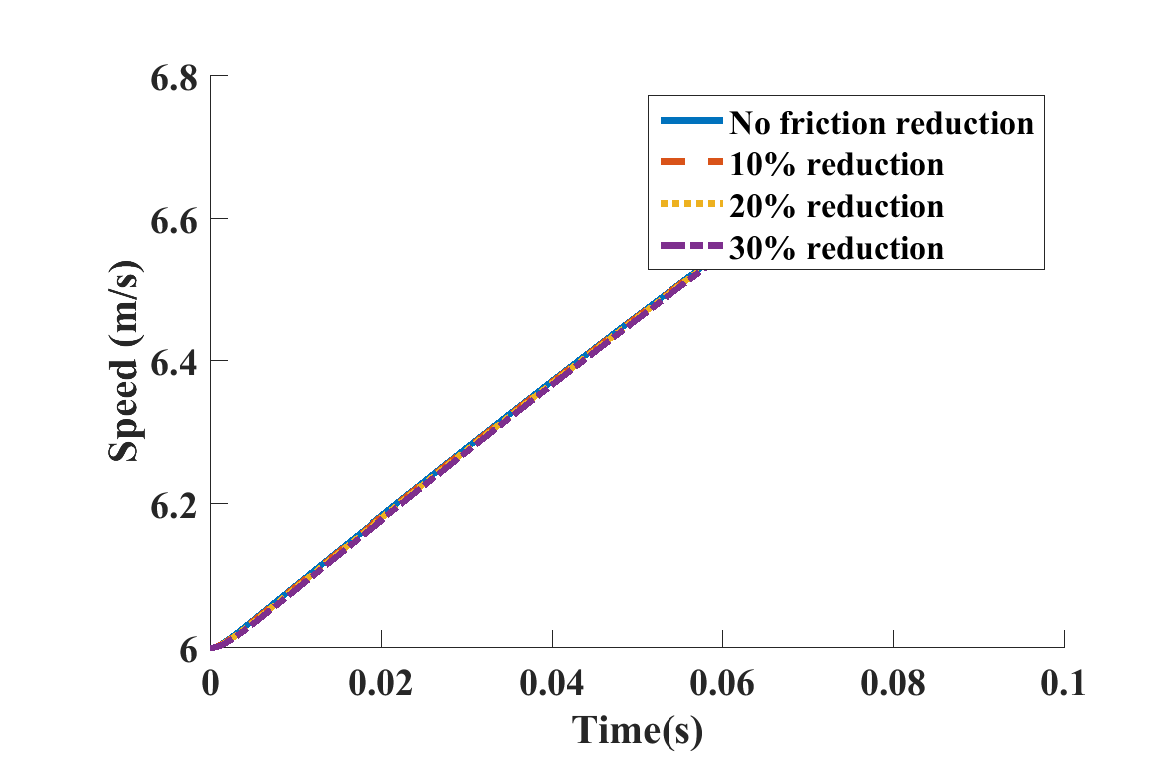 6.8
6.6
6.4
6.2
6
Speed (m/s)
No friction reduction
10% reduction
20% reduction
30% reduction
0 0.02 0.04 0.06 0.08 0.1
Time(s)